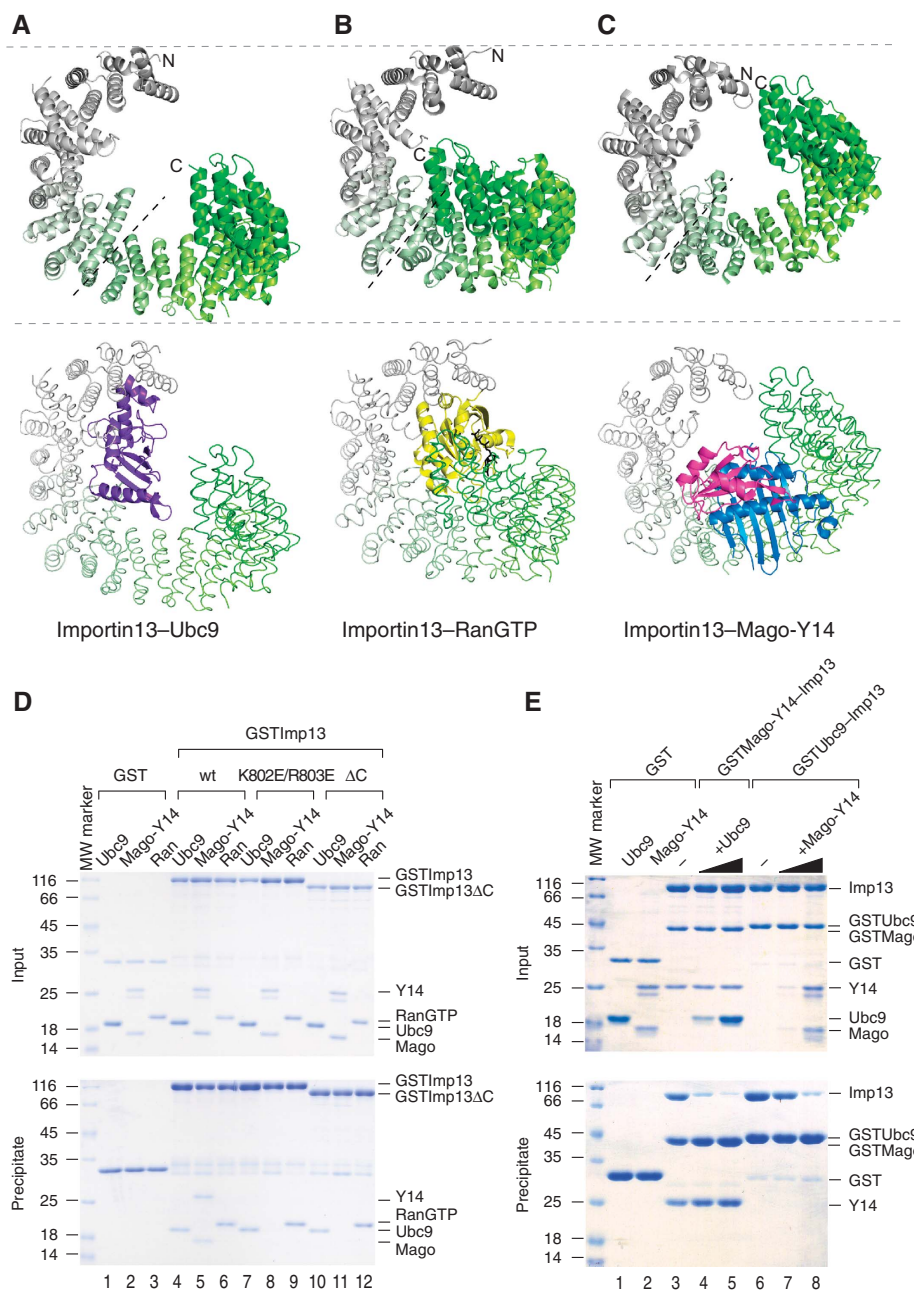 A
B
C
N
C
N
C
N
C
Importin13–Ubc9
Importin13–RanGTP
Importin13–Mago-Y14
D
GSTImp13
GST
wt
K802E/R803E
ΔC
MW marker
Ubc9
Mago-Y14
Ran
Ubc9
Mago-Y14
Ran
Ubc9
Mago-Y14
Ran
Ubc9
Mago-Y14
Ran
Input
116
66
45
35
25
18
14
GSTImp13
GSTImp13ΔC
Y14
RanGTP
Ubc9
Mago
Precipitate
116
66
45
35
25
18
14
GSTImp13
GSTImp13ΔC
Y14
RanGTP
Ubc9
Mago
1 2 3 4 5 6 7 8 9 10 11 12
E
GST
GSTMago-Y14–Imp13
GSTUbc9–Imp13
MW marker
Ubc9
Mago-Y14
–
+Ubc9
–
+Mago-Y14
Input
116
66
45
35
25
18
14
Imp13
GSTUbc9
GSTMago
GST
Y14
Ubc9
Mago
Precipitate
116
66
45
35
25
18
14
Imp13
GSTUbc9
GSTMago
GST
Y14
1 2 3 4 5 6 7 8